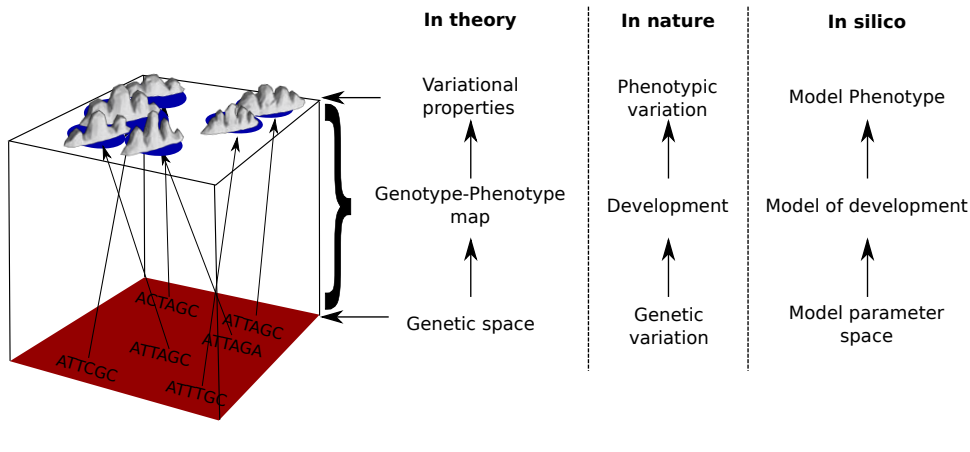 In theory
In nature
In silico
Variational
properties
Phenotypic
variation
Model Phenotype
Genotype-Phenotype
map
Development
Model of development
Genetic space
Genetic
variation
Model parameter
space
ACTAGC
ATTAGC
ATTAGA
ATTAGC
ATTCGC
ATTTGC